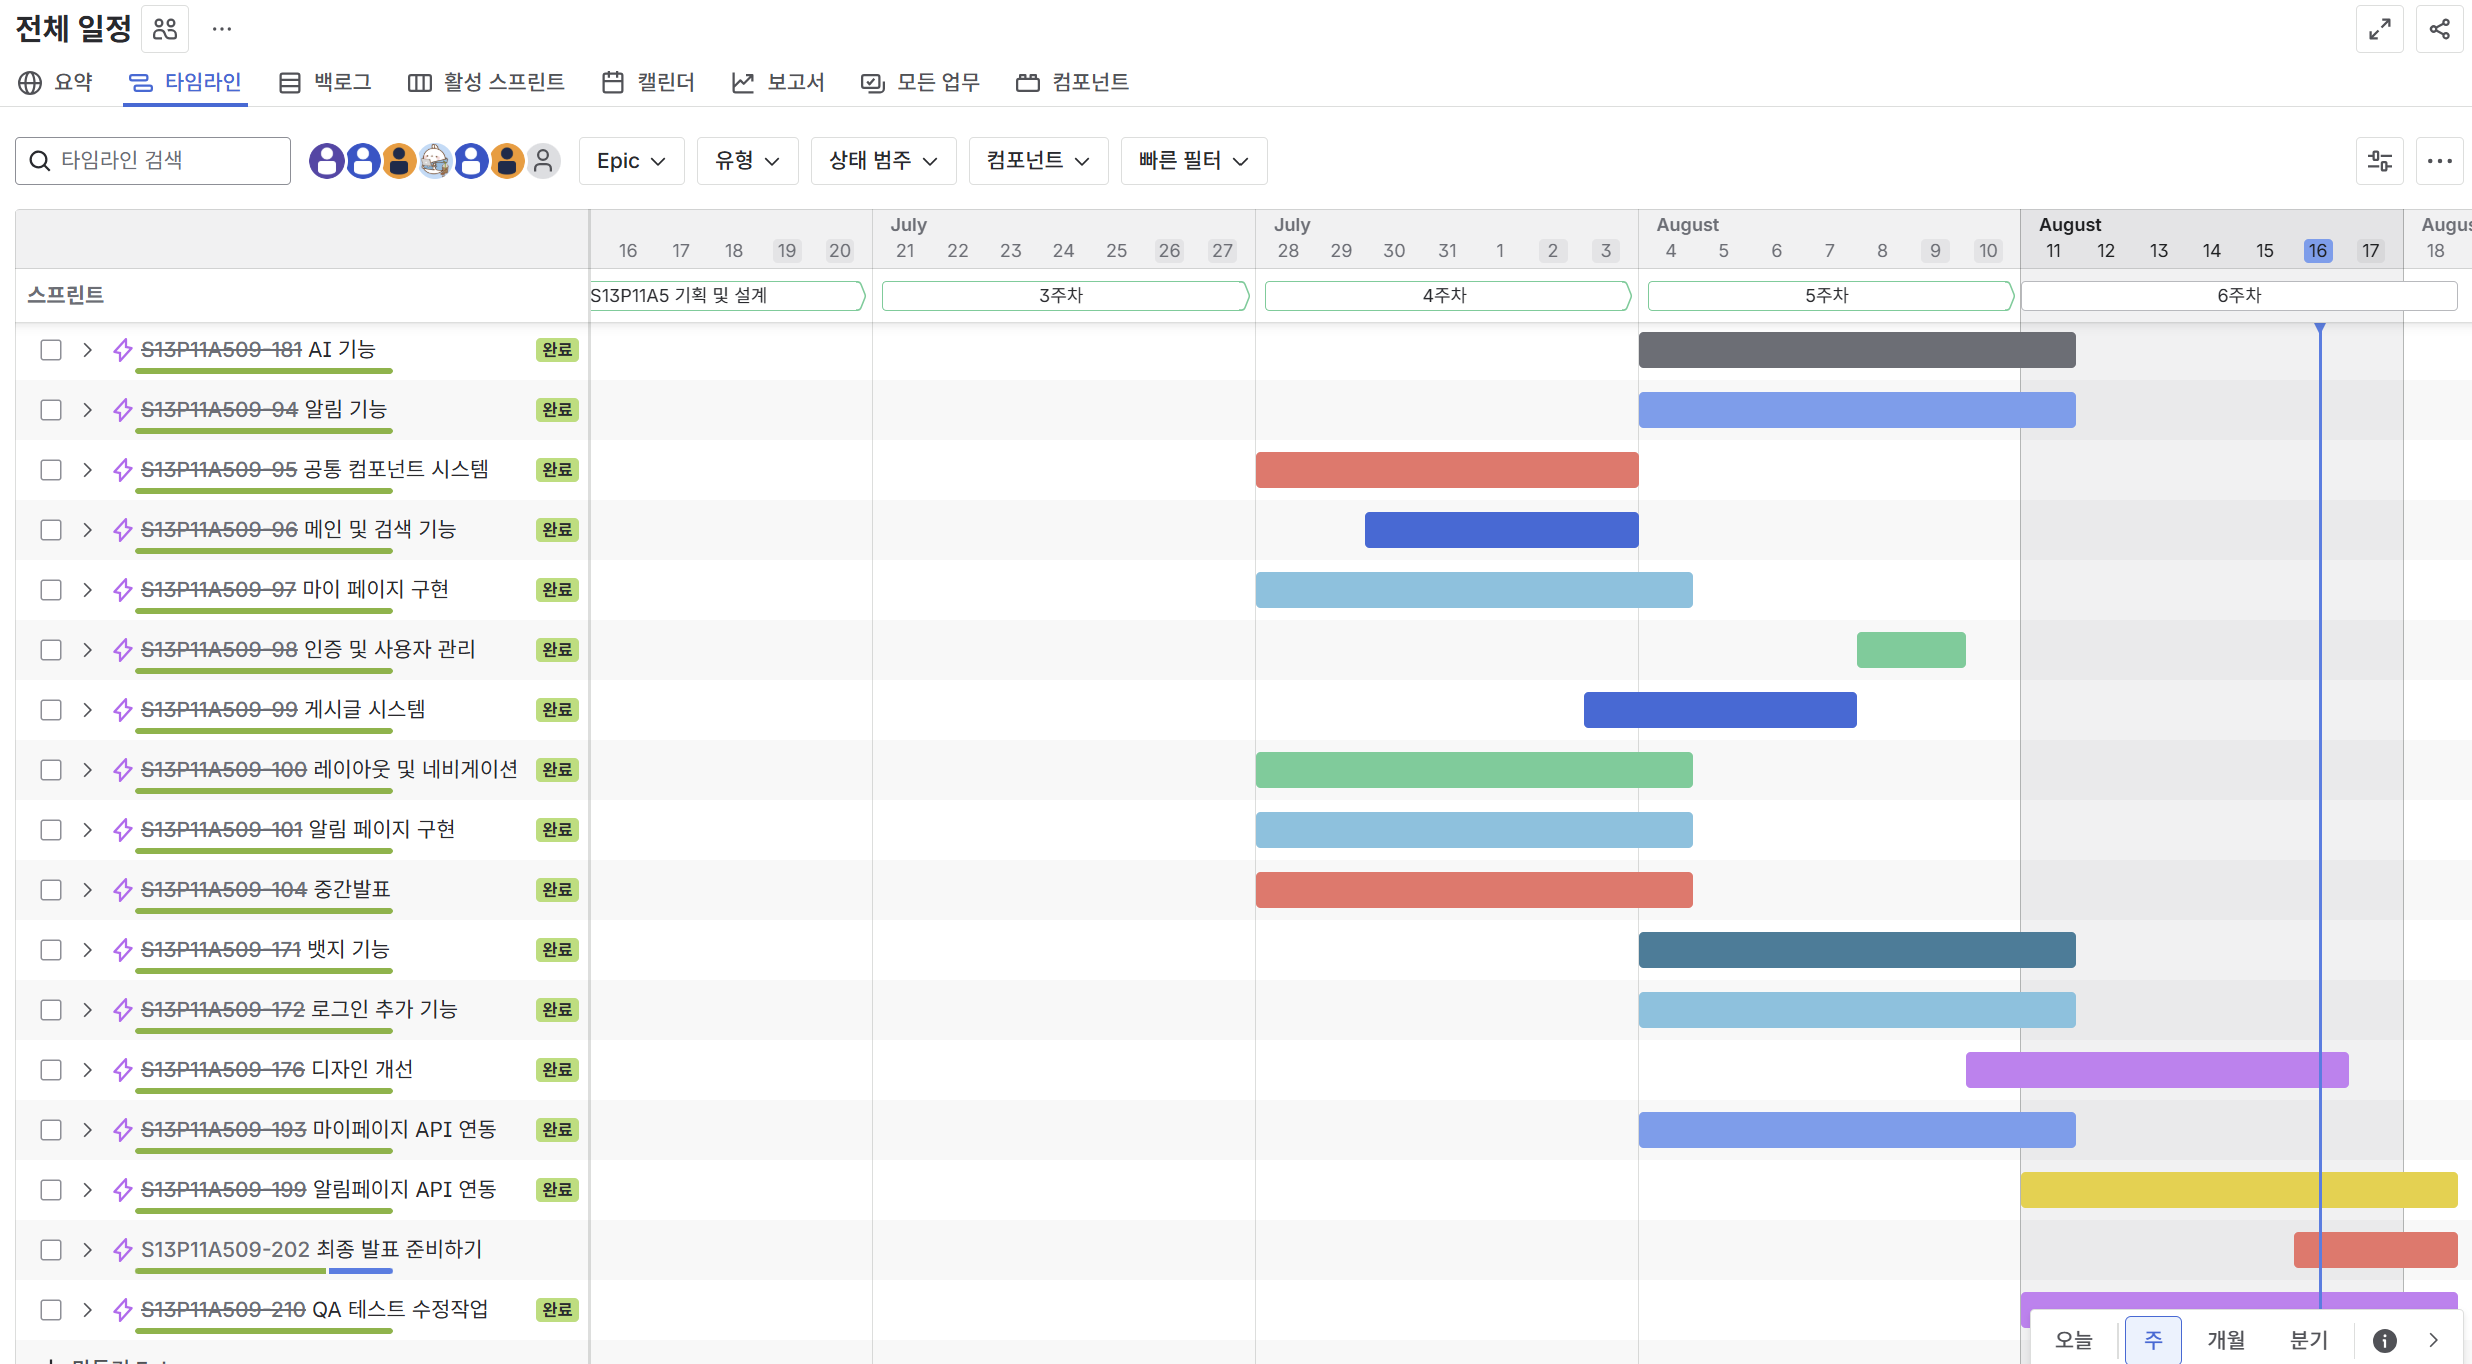 전체 일정
요약 타임라인 백로그 활성 스프린트 캘린더 보고서 모든 업무 컴포넌트
타임라인 검색 Epic 유형 상태 범주 컴포넌트 빠른 필터
July July August August
16 17 18 19 20 21 22 23 24 25 26 27 28 29 30 31 1 2 3 4 5 6 7 8 9 10 11 12 13 14 15 16 17 18
스프린트 S13P11A5 기획 및 설계 3주차 4주차 5주차 6주차
S13P11A509-181 AI 기능 완료
S13P11A509-94 알림 기능 완료
S13P11A509-95 공통 컴포넌트 시스템 완료
S13P11A509-96 메인 및 검색 기능 완료
S13P11A509-97 마이 페이지 구현 완료
S13P11A509-98 인증 및 사용자 관리 완료
S13P11A509-99 게시글 시스템 완료
S13P11A509-100 레이아웃 및 네비게이션 완료
S13P11A509-101 알림 페이지 구현 완료
S13P11A509-104 중간발표 완료
S13P11A509-171 뱃지 기능 완료
S13P11A509-172 로그인 추가 기능 완료
S13P11A509-176 디자인 개선 완료
S13P11A509-193 마이페이지 API 연동 완료
S13P11A509-199 알림페이지 API 연동 완료
S13P11A509-202 최종 발표 준비하기
S13P11A509-210 QA 테스트 수정작업 완료
오늘 주 개월 분기